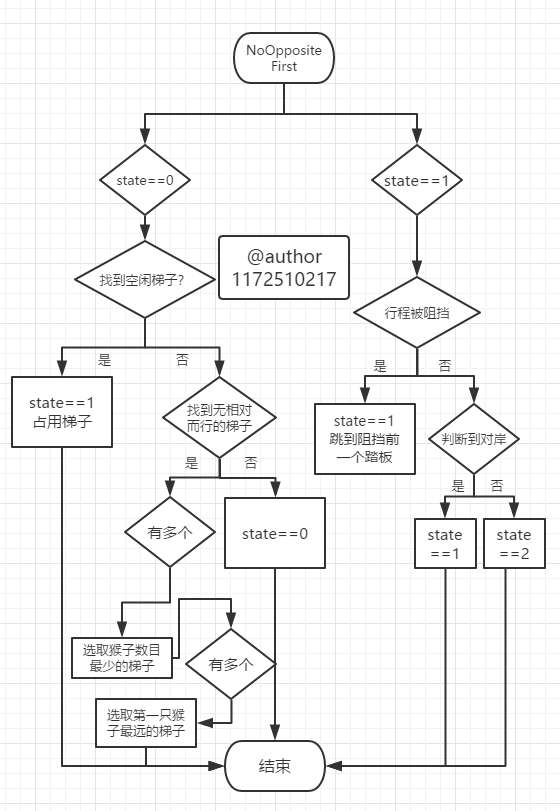 NoOpposite
First
state==0
state==1
找到空闲梯子?
@author
1172510217
行程被阻挡
是
否
是
否
state==1
占用梯子
找到无相对
而行的梯子
state==1
跳到阻挡前
一个踏板
判断到对岸
是
否
是
否
有多个
state==0
state
==1
state
==2
选取猴子数目
最少的梯子
有多个
选取第一只猴
子最远的梯子
结束